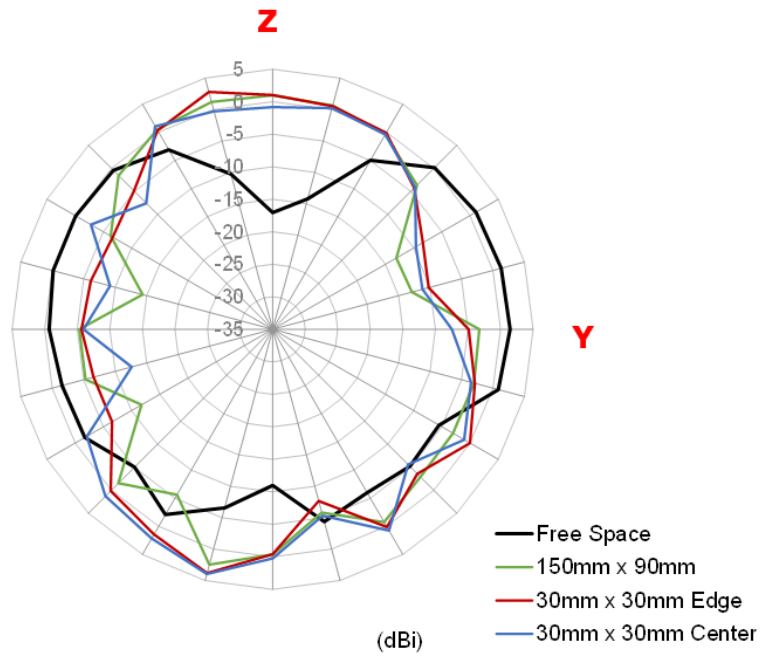 Z
5
0
-5
-10
-15
-20
-25
-30
-35
Y
Free Space
150mm x 90mm
30mm x 30mm Edge
30mm x 30mm Center
(dBi)